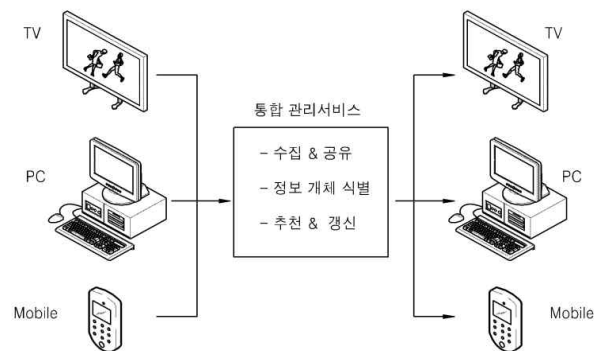 TV
PC
Mobile
통합 관리서비스
- 수집 & 공유
- 정보 개체 식별
- 추천 & 갱신
TV
PC
Mobile